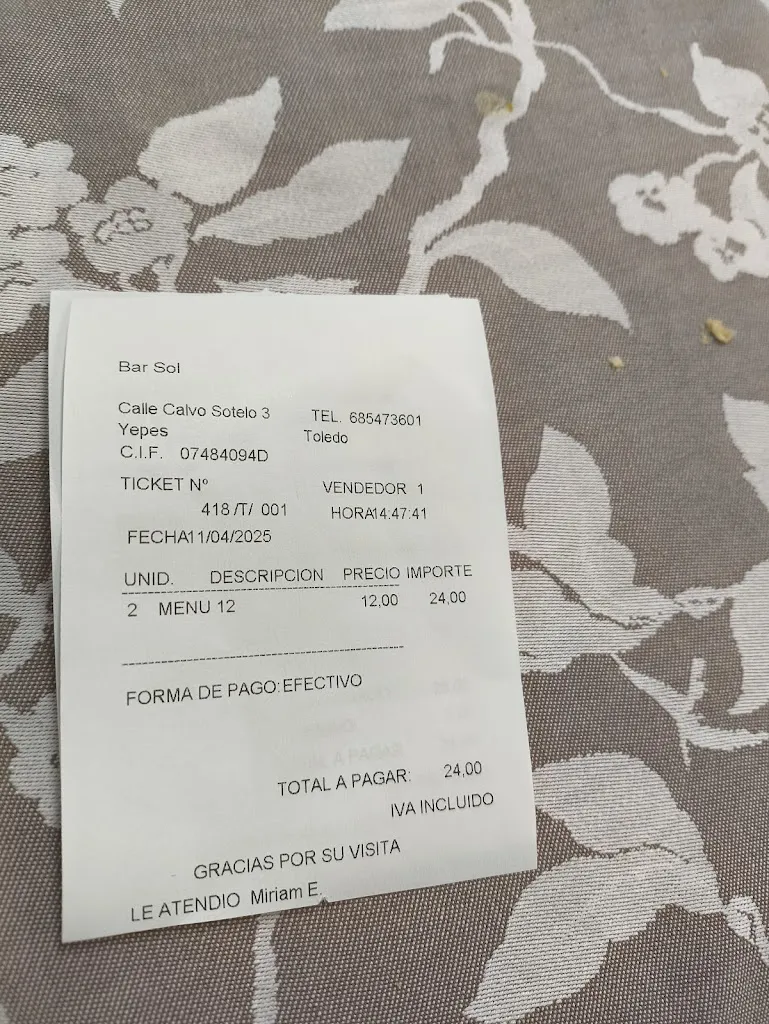 Bar Sol
Calle Calvo Sotelo 3 TEL. 685473601
Yepes Toledo
C.I.F. 07484094D
TICKET Nº VENDEDOR 1
418 /T/ 001 HORA14:47:41
FECHA11/04/2025
UNID. DESCRIPCION PRECIO IMPORTE
2 MENU 12 12,00 24,00
FORMA DE PAGO:EFECTIVO
TOTAL A PAGAR: 24,00
IVA INCLUIDO
GRACIAS POR SU VISITA
LE ATENDIO Miriam E.